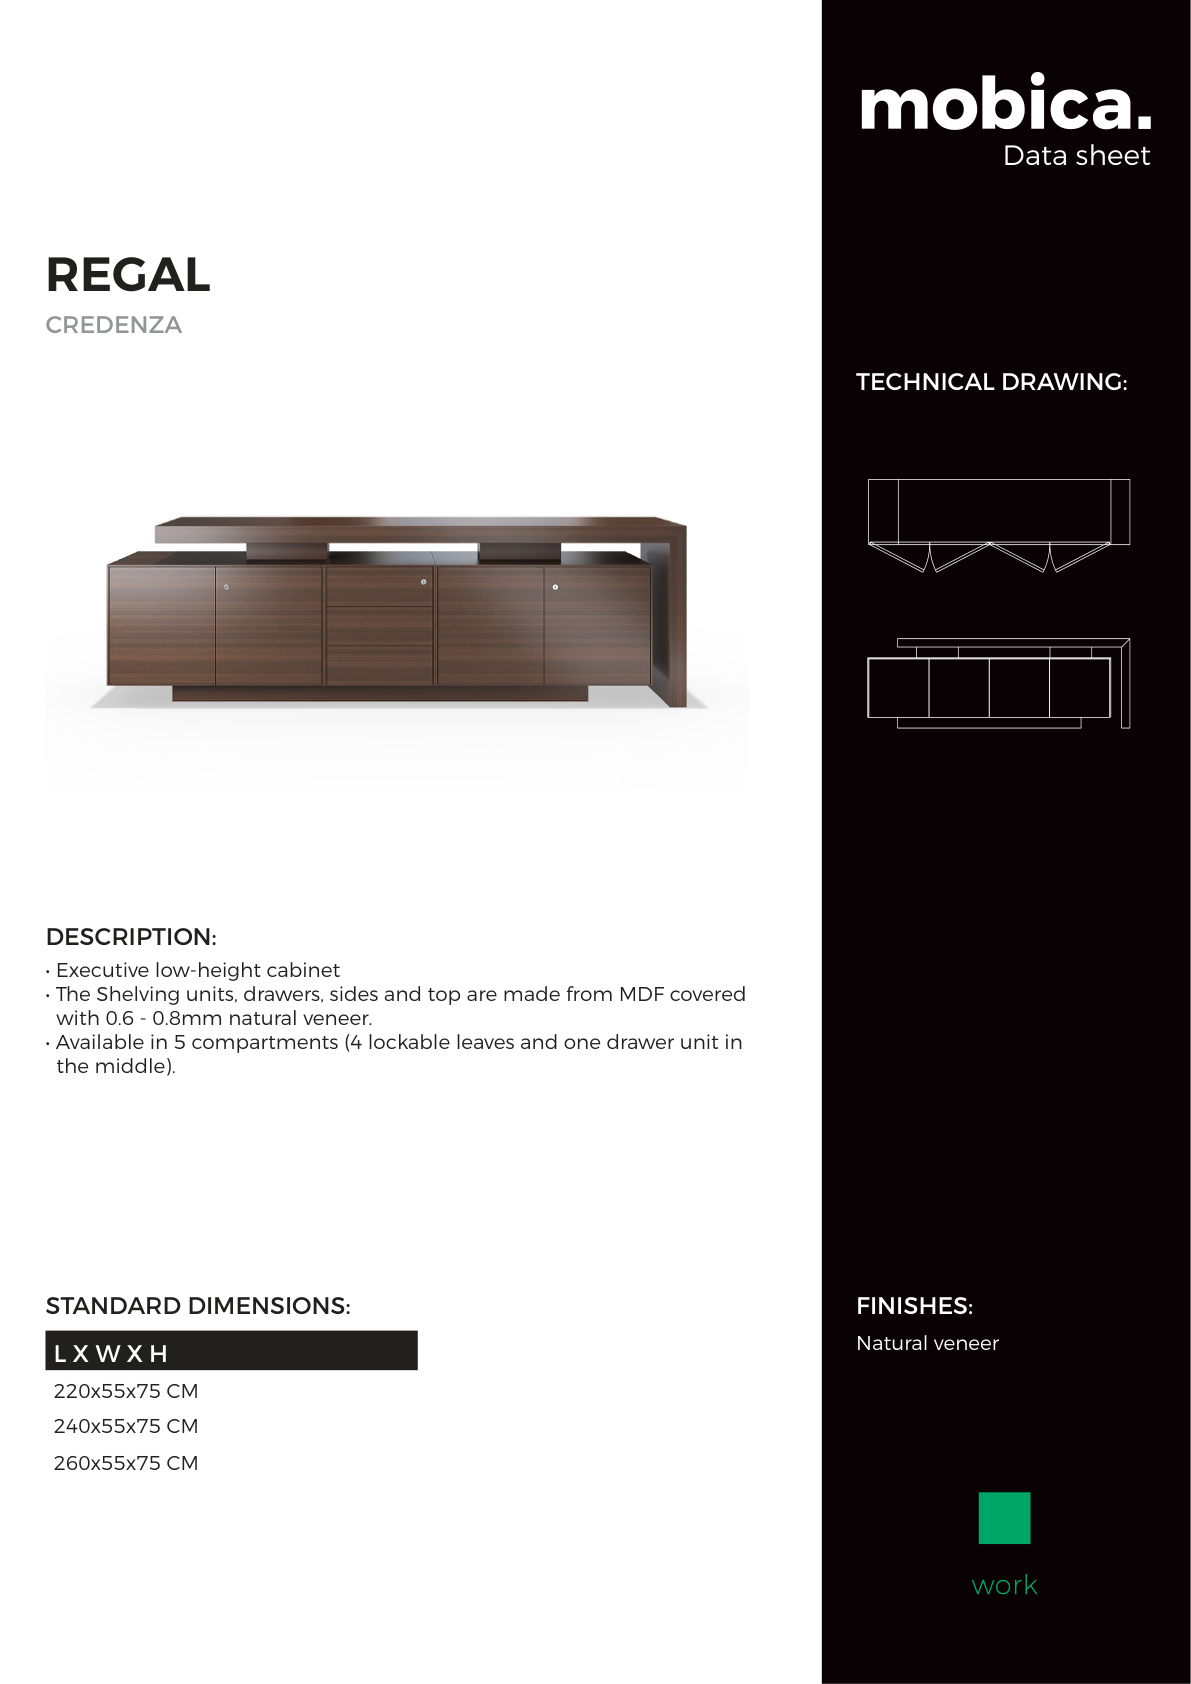 mobica.
Data sheet
REGAL
CREDENZA
TECHNICAL DRAWING:
DESCRIPTION:
• Executive low-height cabinet
• The Shelving units, drawers, sides and top are made from MDF covered
with 0.6 - 0.8mm natural veneer.
• Available in 5 compartments (4 lockable leaves and one drawer unit in
the middle).
STANDARD DIMENSIONS:
L X W X H
220x55x75 CM
240x55x75 CM
260x55x75 CM
FINISHES:
Natural veneer
work